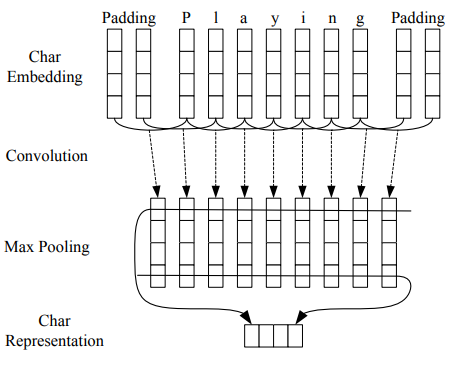 Padding P l a y i n g Padding
Char
Embedding
Convolution
Max Pooling
Char
Representation